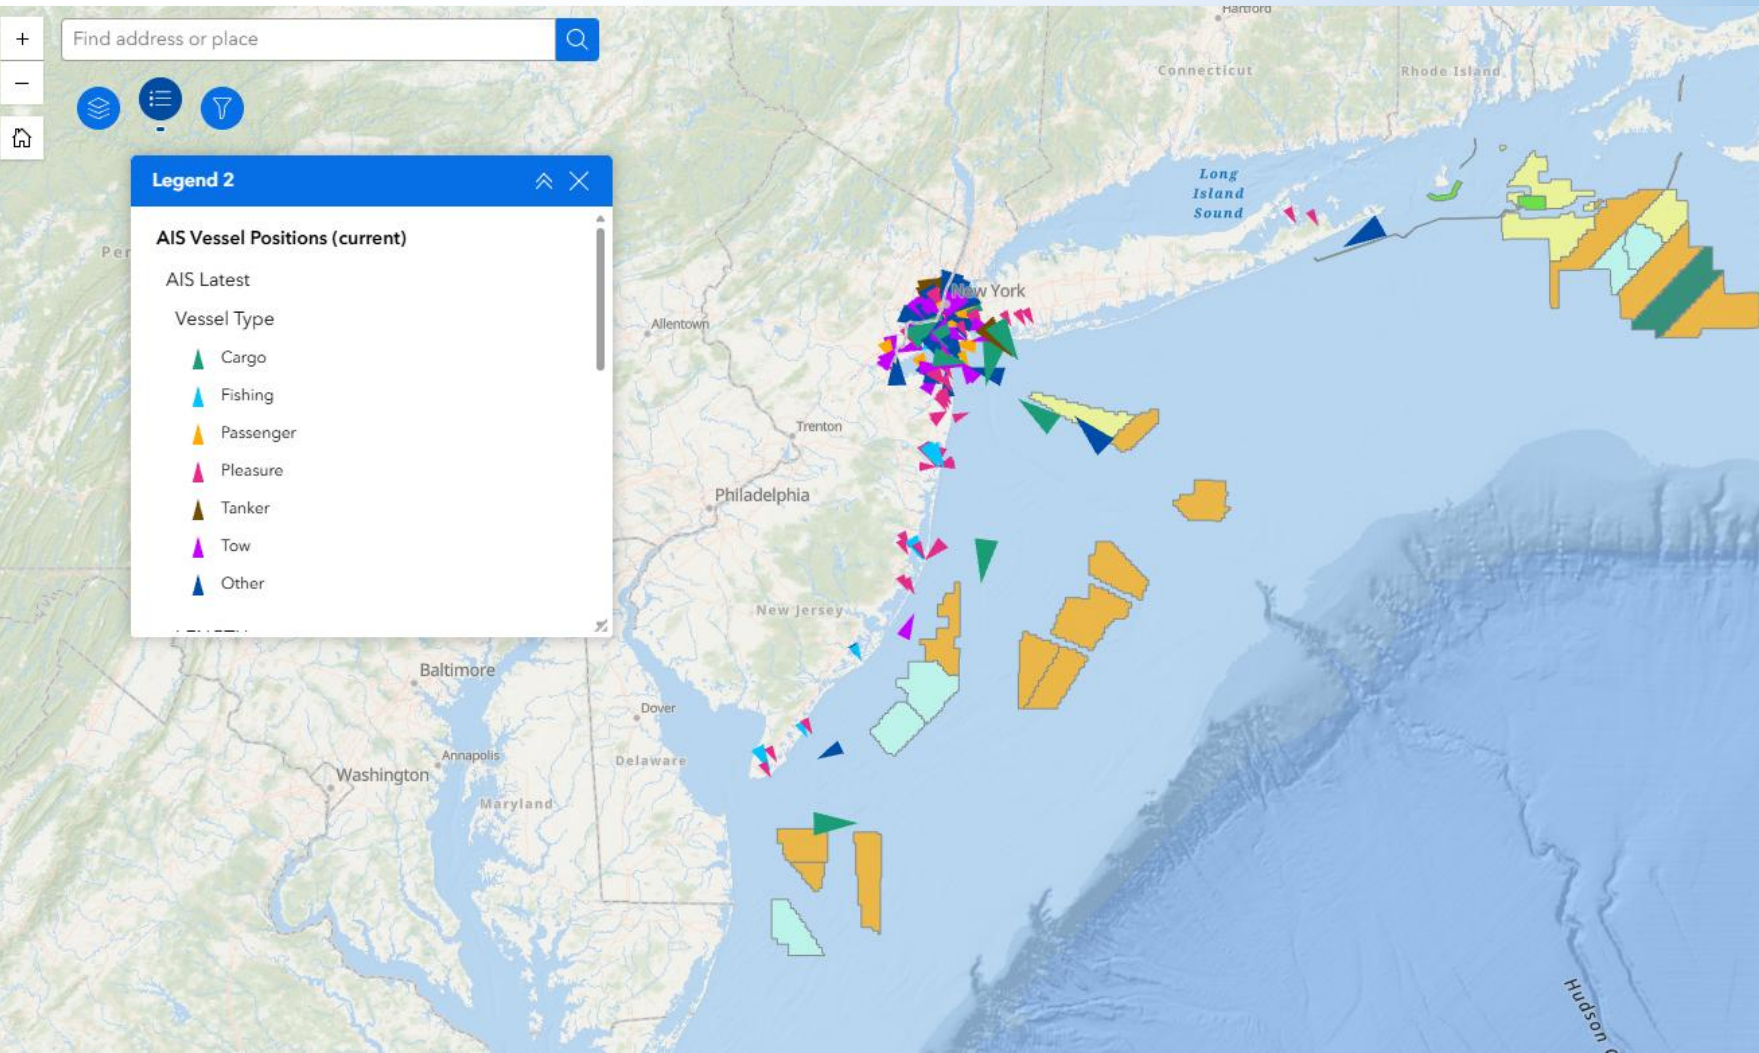 Hartford
+
Find address or place
−
Connecticut
Rhode Island
Legend 2
Long
Island
Sound
AIS Vessel Positions (current)
Per
AIS Latest
New York
Vessel Type
Allentown
Cargo
Fishing
Trenton
Passenger
Pleasure
Philadelphia
Tanker
Tow
Other
New Jersey
Baltimore
Dover
Annapolis
Delaware
Washington
Maryland
Hudson